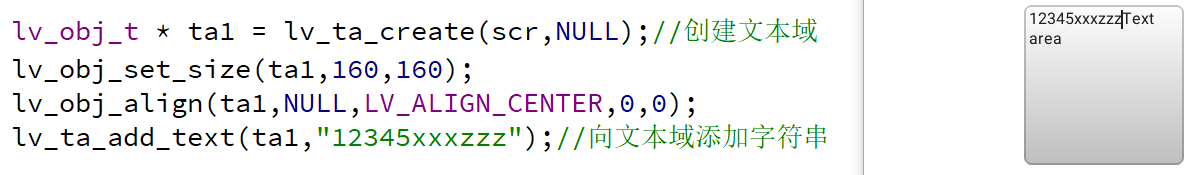 lv_obj_t * ta1 = lv_ta_create(scr,NULL);//创建文本域
lv_obj_set_size(ta1,160,160);
lv_obj_align(ta1,NULL,LV_ALIGN_CENTER,0,0);
lv_ta_add_text(ta1,"12345xxxzzz");//向文本域添加字符串
12345xxxzzzText
area